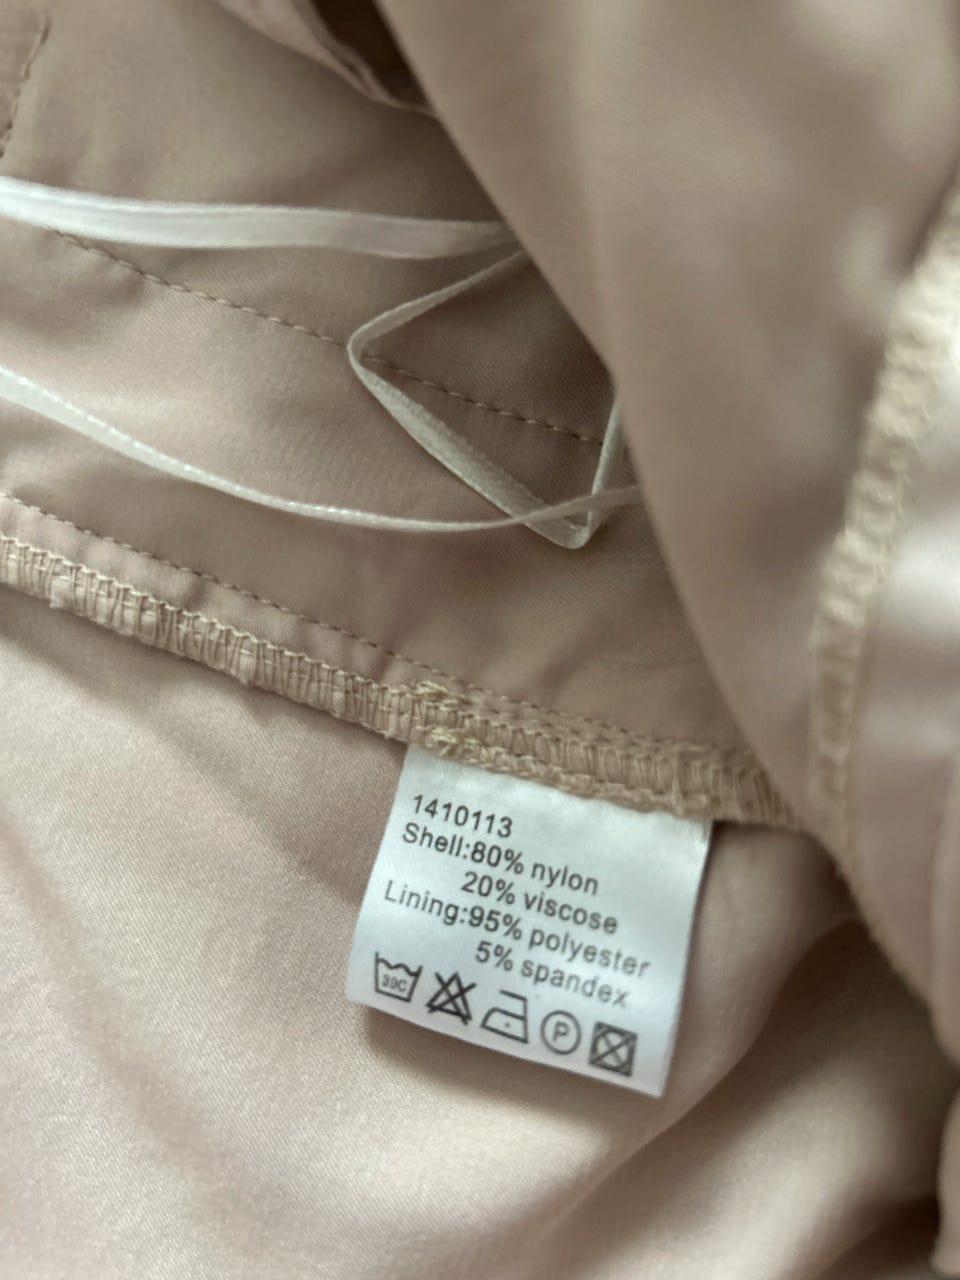 1410113
Shell:80% nylon
20% viscose
Lining:95% polyester
5% spandex
30C P